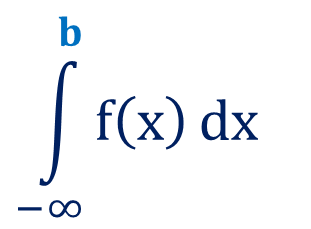 b
∫ f(x) dx
−∞